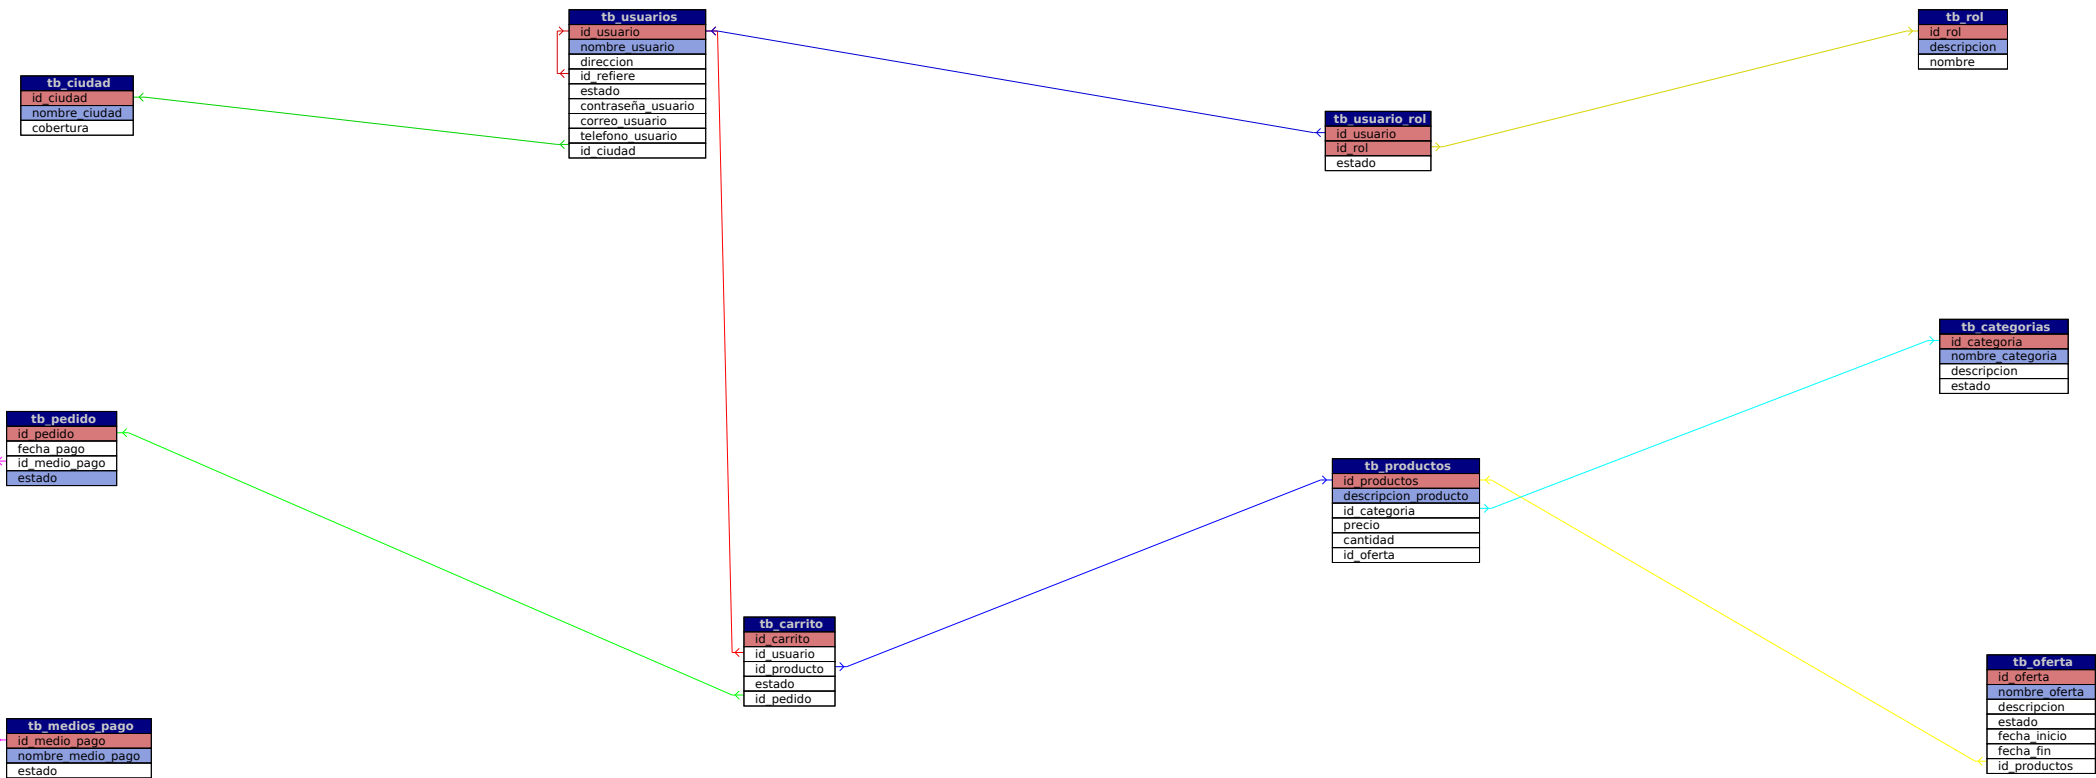 tb_usuarios
id_usuario
nombre_usuario
direccion
id_refiere
estado
contraseña_usuario
correo_usuario
telefono_usuario
id_ciudad
tb_rol
id_rol
descripcion
nombre
tb_ciudad
id_ciudad
nombre_ciudad
cobertura
tb_usuario_rol
id_usuario
id_rol
estado
tb_categorias
id_categoria
nombre_categoria
descripcion
estado
tb_pedido
id_pedido
fecha_pago
id_medio_pago
estado
tb_productos
id_productos
descripcion_producto
id_categoria
precio
cantidad
id_oferta
tb_carrito
id_carrito
id_usuario
id_producto
estado
id_pedido
tb_oferta
id_oferta
nombre_oferta
descripcion
estado
fecha_inicio
fecha_fin
id_productos
tb_medios_pago
id_medio_pago
nombre_medio_pago
estado